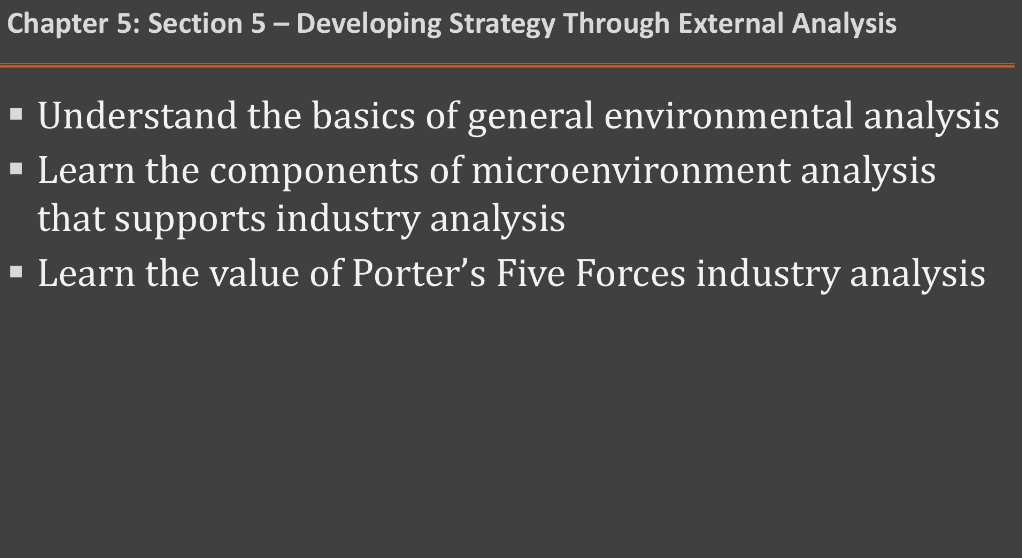 Chapter 5: Section 5 – Developing Strategy Through External Analysis
▪ Understand the basics of general environmental analysis
▪ Learn the components of microenvironment analysis
that supports industry analysis
▪ Learn the value of Porter’s Five Forces industry analysis